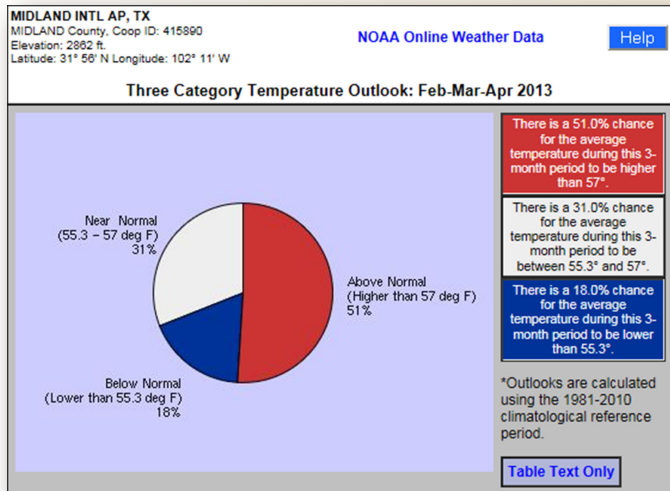 MIDLAND INTL AP, TX
MIDLAND County, Coop ID: 415890
Elevation: 2862 ft.
Latitude: 31° 56' N Longitude: 102° 11' W
NOAA Online Weather Data
Help
Three Category Temperature Outlook: Feb-Mar-Apr 2013
Near Normal
(55.3 – 57 deg F)
31%
Above Normal
(Higher than 57 deg F)
51%
Below Normal
(Lower than 55.3 deg F)
18%
There is a 51.0% chance
for the average
temperature during this 3-
month period to be higher
than 57°.
There is a 31.0% chance
for the average
temperature during this 3-
month period to be
between 55.3° and 57°.
There is a 18.0% chance
for the average
temperature during this 3-
month period to be lower
than 55.3°.
*Outlooks are calculated
using the 1981-2010
climatological reference
period.
Table Text Only